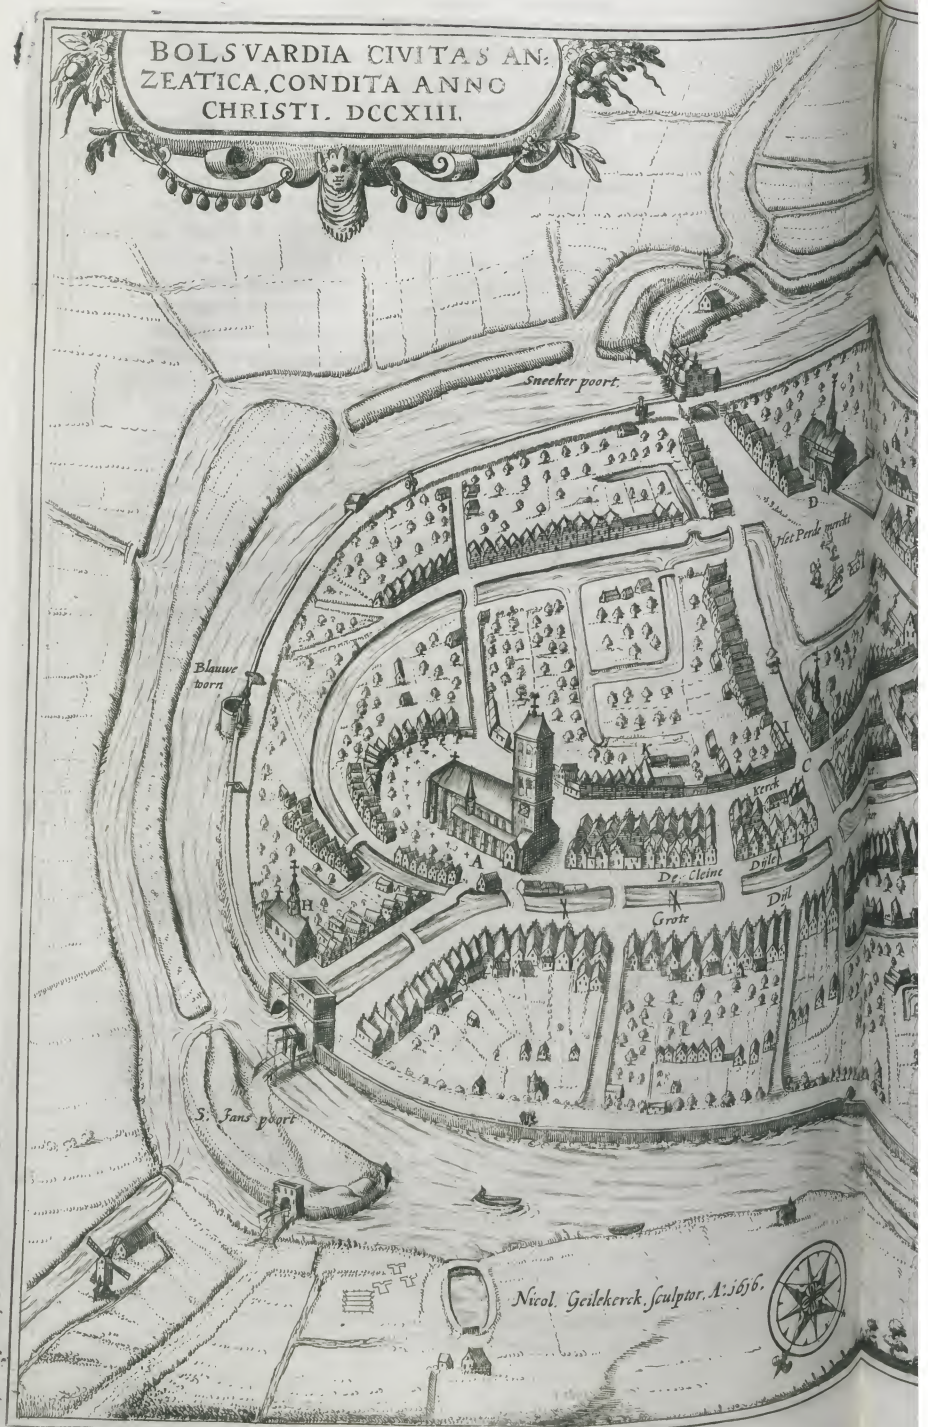 BOLSVARDIA CIVITAS AN:
ZEATICA, CONDITA ANNO
CHRISTI. DCCXIII.
Sneeker poort.
D
F
Het Perde merckt
Blauwe
toorn
K
I
C
Kerck
A
De Cleine
Dijle
Grote
Dijl
H
S. Jans poort
Nicol. Geilekerck. sculptor. A:. 1616.